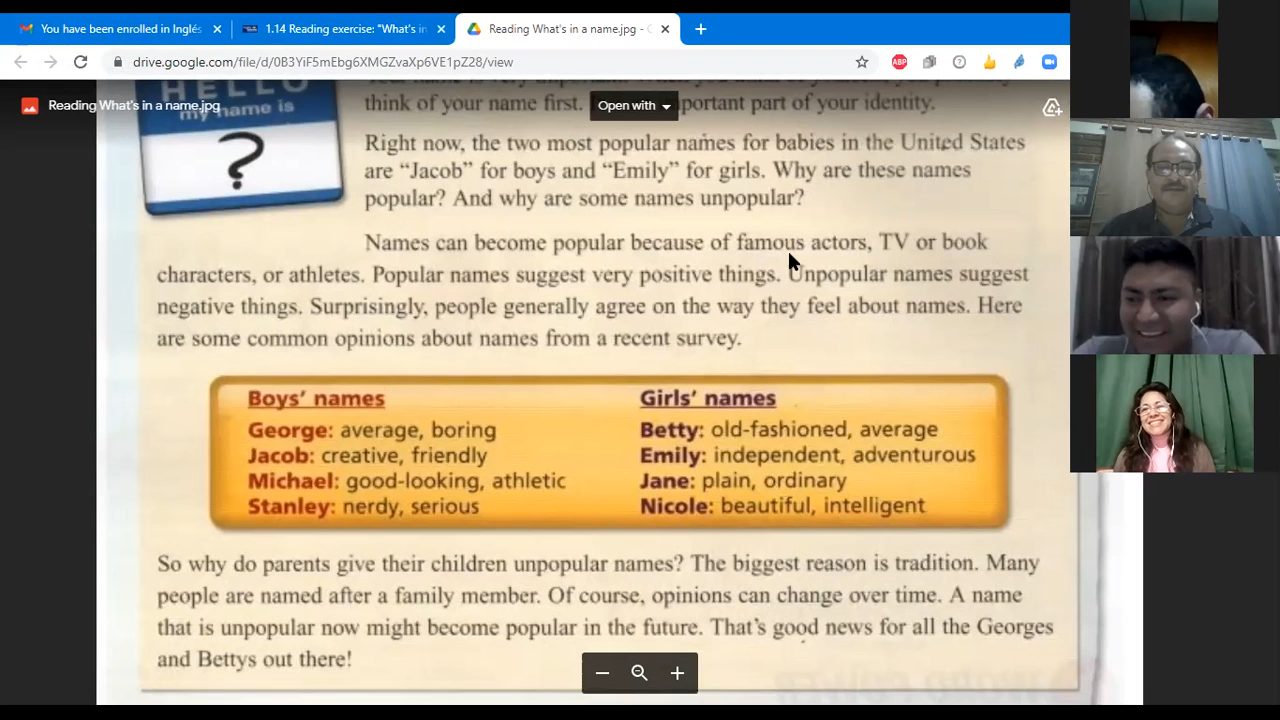 You have been enrolled in Inglés
1.14 Reading exercise: "What's in
Reading What's in a name.jpg - G
drive.google.com/file/d/0B3YiF5mEbgpXMGZvaXp6VE1pZ28/view
ABP
Reading What's in a name.jpg
Open with
HELLO
my name is
?
think of your name first. portant part of your identity.
Right now, the two most popular names for babies in the United States
are “Jacob” for boys and “Emily” for girls. Why are these names
popular? And why are some names unpopular?
Names can become popular because of famous actors, TV or book
characters, or athletes. Popular names suggest very positive things. Unpopular names suggest
negative things. Surprisingly, people generally agree on the way they feel about names. Here
are some common opinions about names from a recent survey.
Boys’ names
George: average, boring
Jacob: creative, friendly
Michael: good-looking, athletic
Stanley: nerdy, serious
Girls’ names
Betty: old-fashioned, average
Emily: independent, adventurous
Jane: plain, ordinary
Nicole: beautiful, intelligent
So why do parents give their children unpopular names? The biggest reason is tradition. Many
people are named after a family member. Of course, opinions can change over time. A name
that is unpopular now might become popular in the future. That’s good news for all the Georges
and Bettys out there!